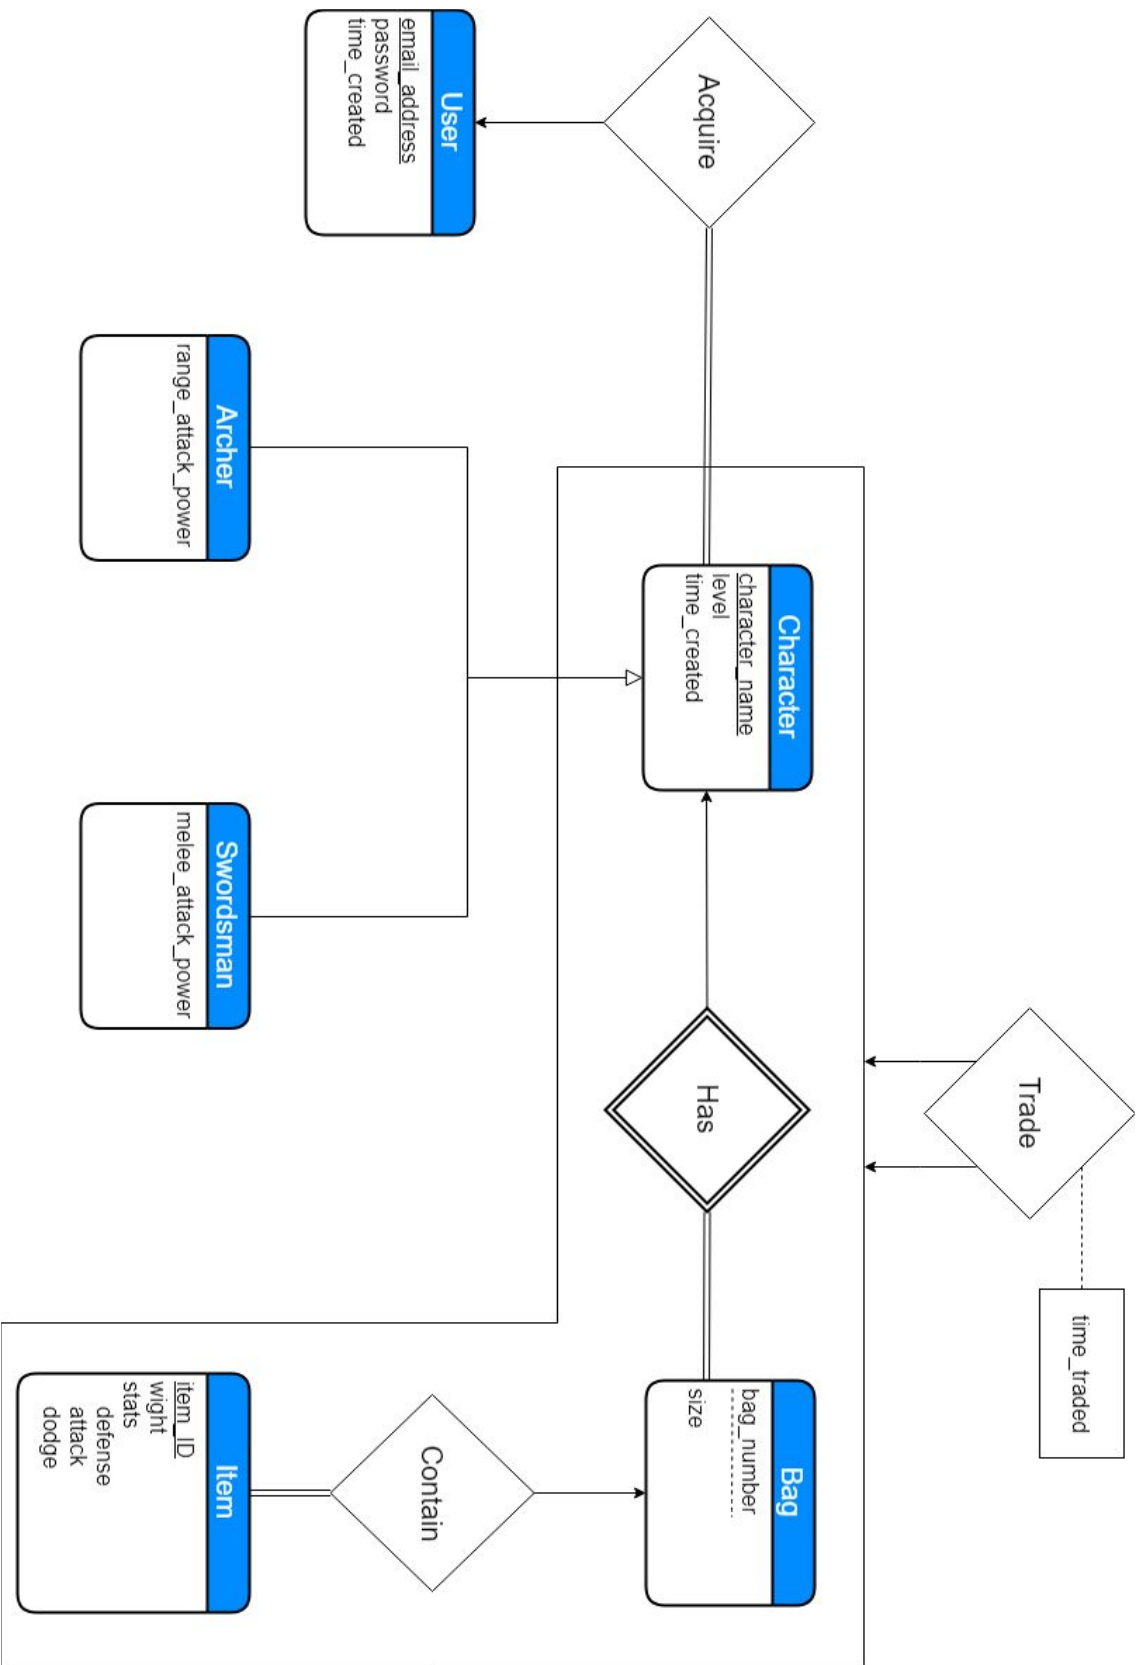 Acquire
User
email_address
password
time_created
Character
character_name
level
time_created
Archer
range_attack_power
Swordsman
melee_attack_power
Has
Trade
time_traded
Bag
bag_number
size
Contain
Item
item_ID
wight
stats
defense
attack
dodge